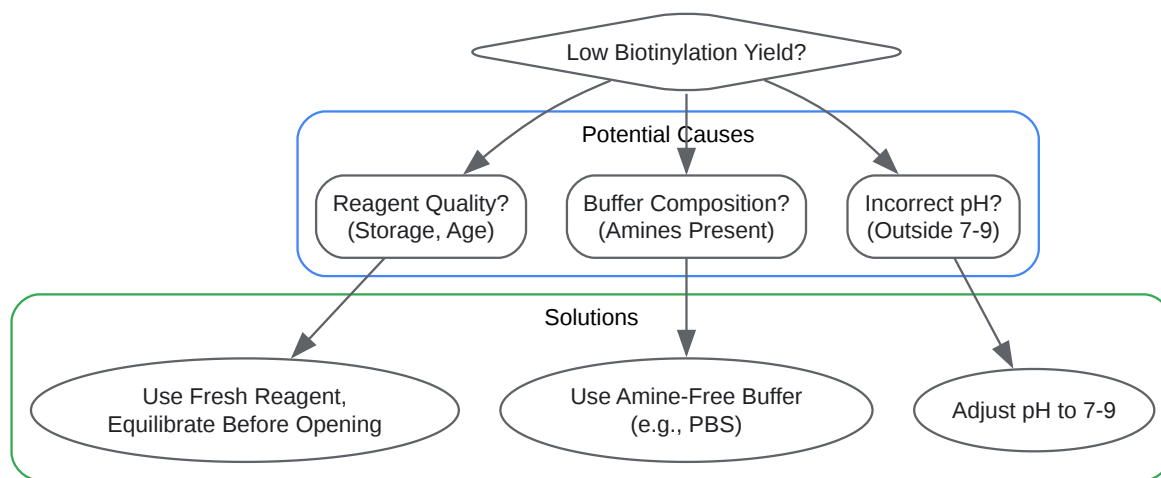 Low Biotinylation Yield?
Potential Causes
Reagent Quality?
(Storage, Age)
Buffer Composition?
(Amines Present)
Incorrect pH?
(Outside 7-9)
Solutions
Use Fresh Reagent,
Equilibrate Before Opening
Use Amine-Free Buffer
(e.g., PBS)
Adjust pH to 7-9